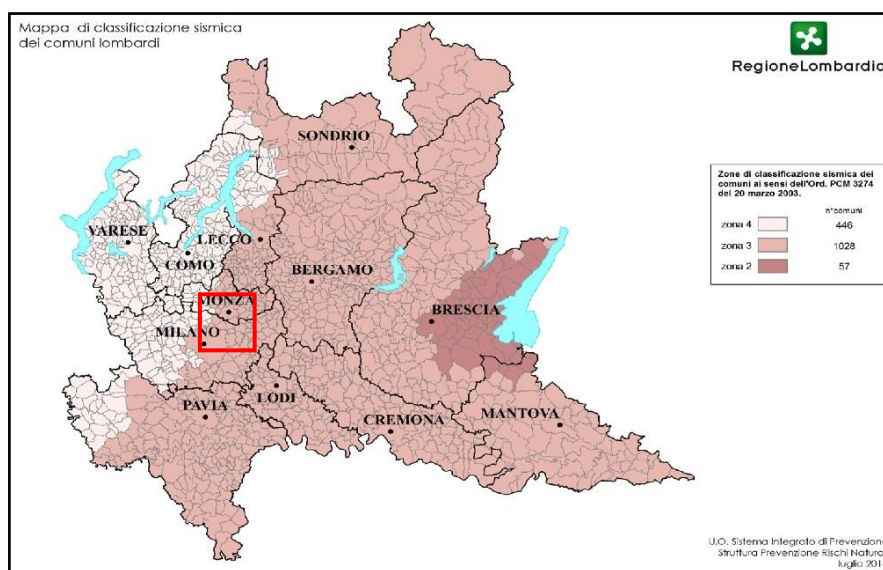 Mappa di classificazione sismica
dei comuni lombardi
RegioneLombardia
Zone di classificazione sismica dei
comuni ai sensi dell'Ord. PCM 3274
del 20 marzo 2003.
n°comuni
zona 4 446
zona 3 1028
zona 2 57
SONDRIO
VARESE
LECCO
COMO
BERGAMO
MONZA
BRESCIA
MILANO
LODI
PAVIA
CREMONA
MANTOVA
U.O. Sistema Integrato di Prevenzione
Struttura Prevenzione Rischi Natural
luglio